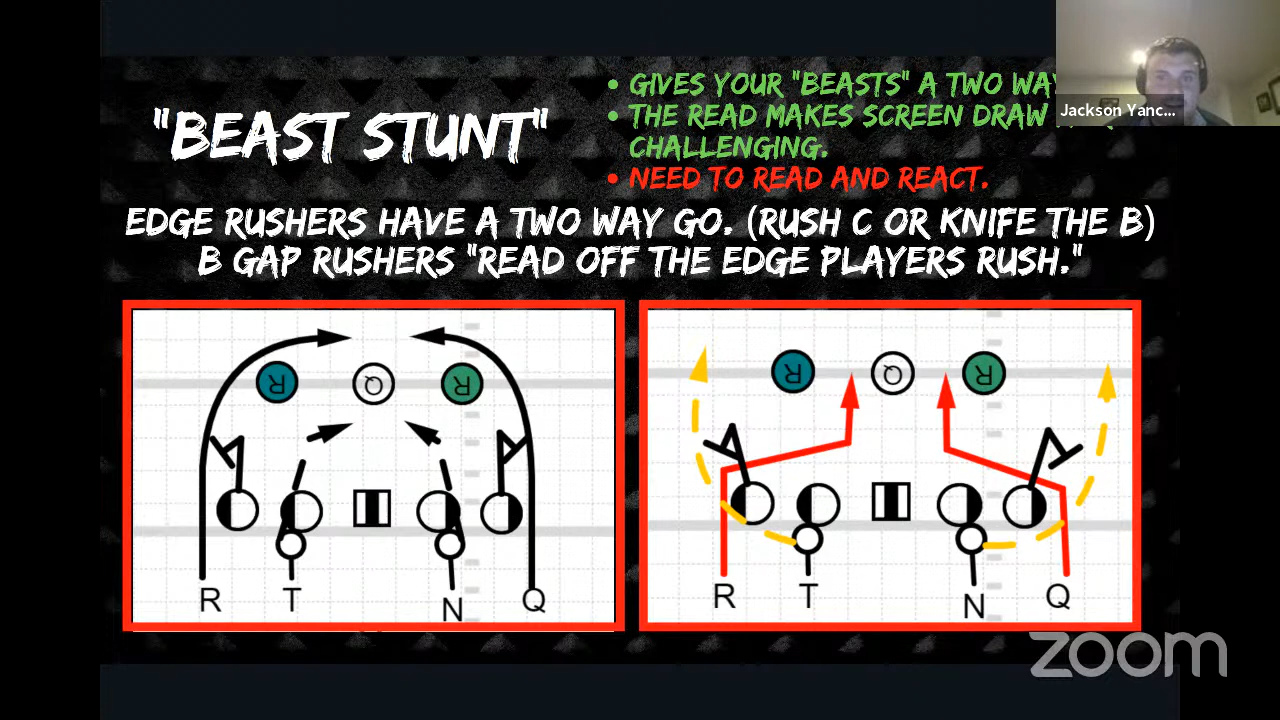 "BEAST STUNT"
• GIVES YOUR "BEASTS" A TWO WAY
• THE READ MAKES SCREEN DRAW
CHALLENGING.
• NEED TO READ AND REACT.
Jackson Yanc...
EDGE RUSHERS HAVE A TWO WAY GO. (RUSH C OR KNIFE THE B)
B GAP RUSHERS "READ OFF THE EDGE PLAYERS RUSH."
R Q R
R T N Q
R Q R
R T N Q
zoom